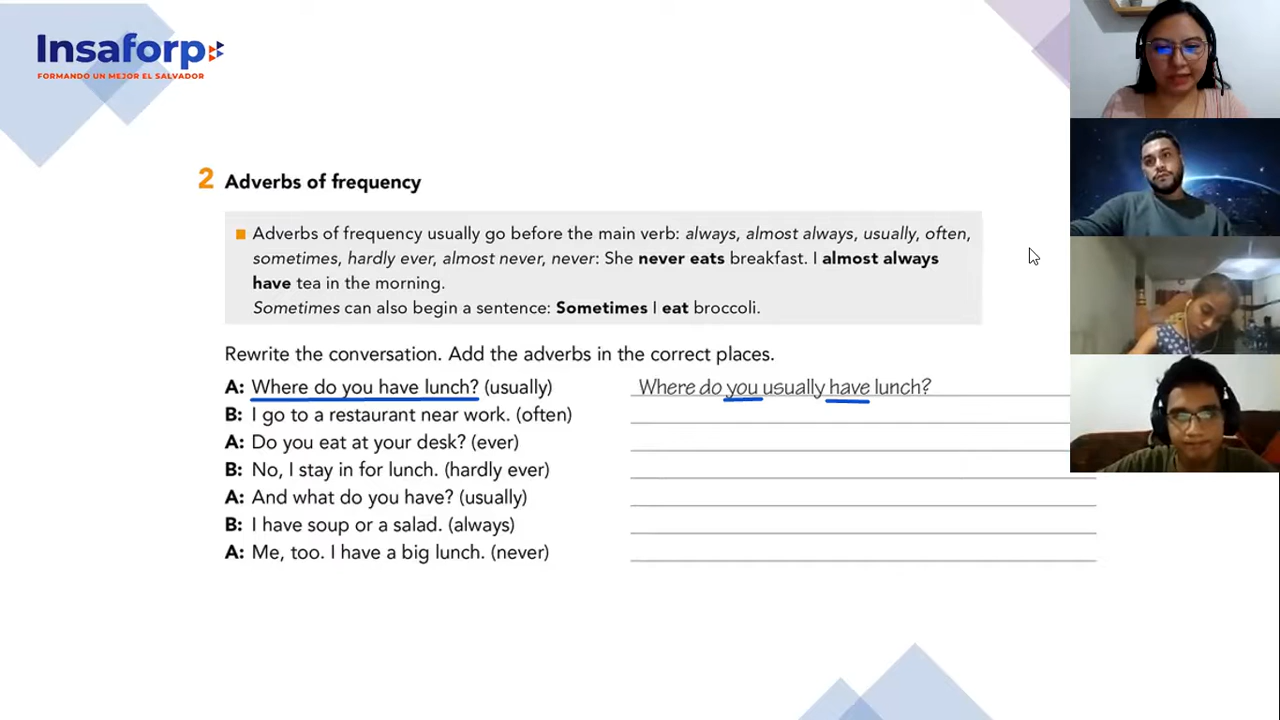 Insaforp
FORMANDO UN MEJOR EL SALVADOR
2 Adverbs of frequency
Adverbs of frequency usually go before the main verb: always, almost always, usually, often,
sometimes, hardly ever, almost never, never: She never eats breakfast. I almost always
have tea in the morning.
Sometimes can also begin a sentence: Sometimes I eat broccoli.
Rewrite the conversation. Add the adverbs in the correct places.
A: Where do you have lunch? (usually) Where do you usually have lunch?
B: I go to a restaurant near work. (often)
A: Do you eat at your desk? (ever)
B: No, I stay in for lunch. (hardly ever)
A: And what do you have? (usually)
B: I have soup or a salad. (always)
A: Me, too. I have a big lunch. (never)